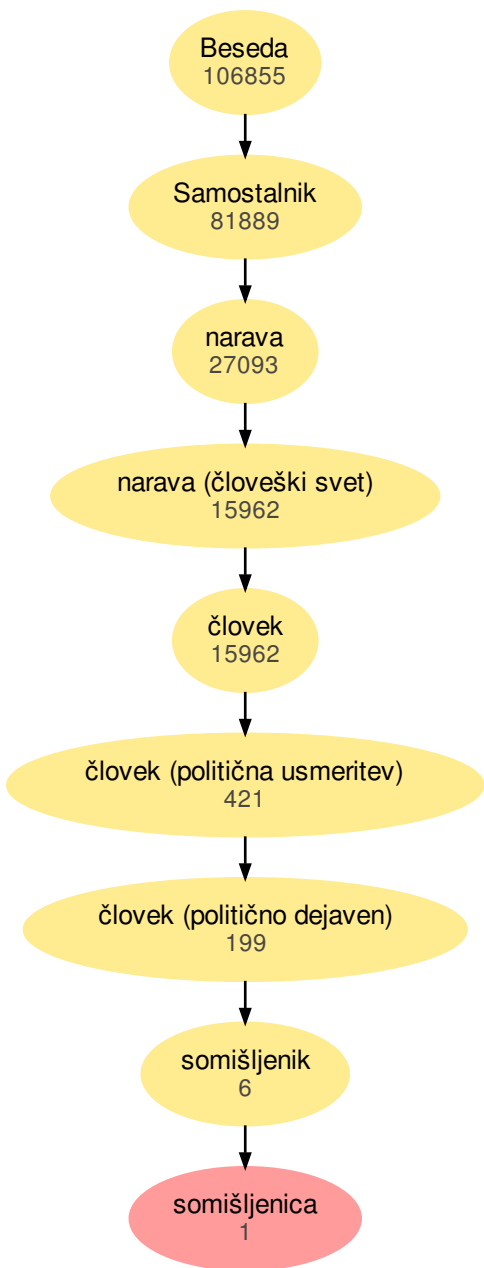 Beseda
106855
Samostalnik
81889
narava
27093
narava (človeški svet)
15962
človek
15962
človek (politična usmeritev)
421
človek (politično dejaven)
199
somišljenik
6
somišljenica
1